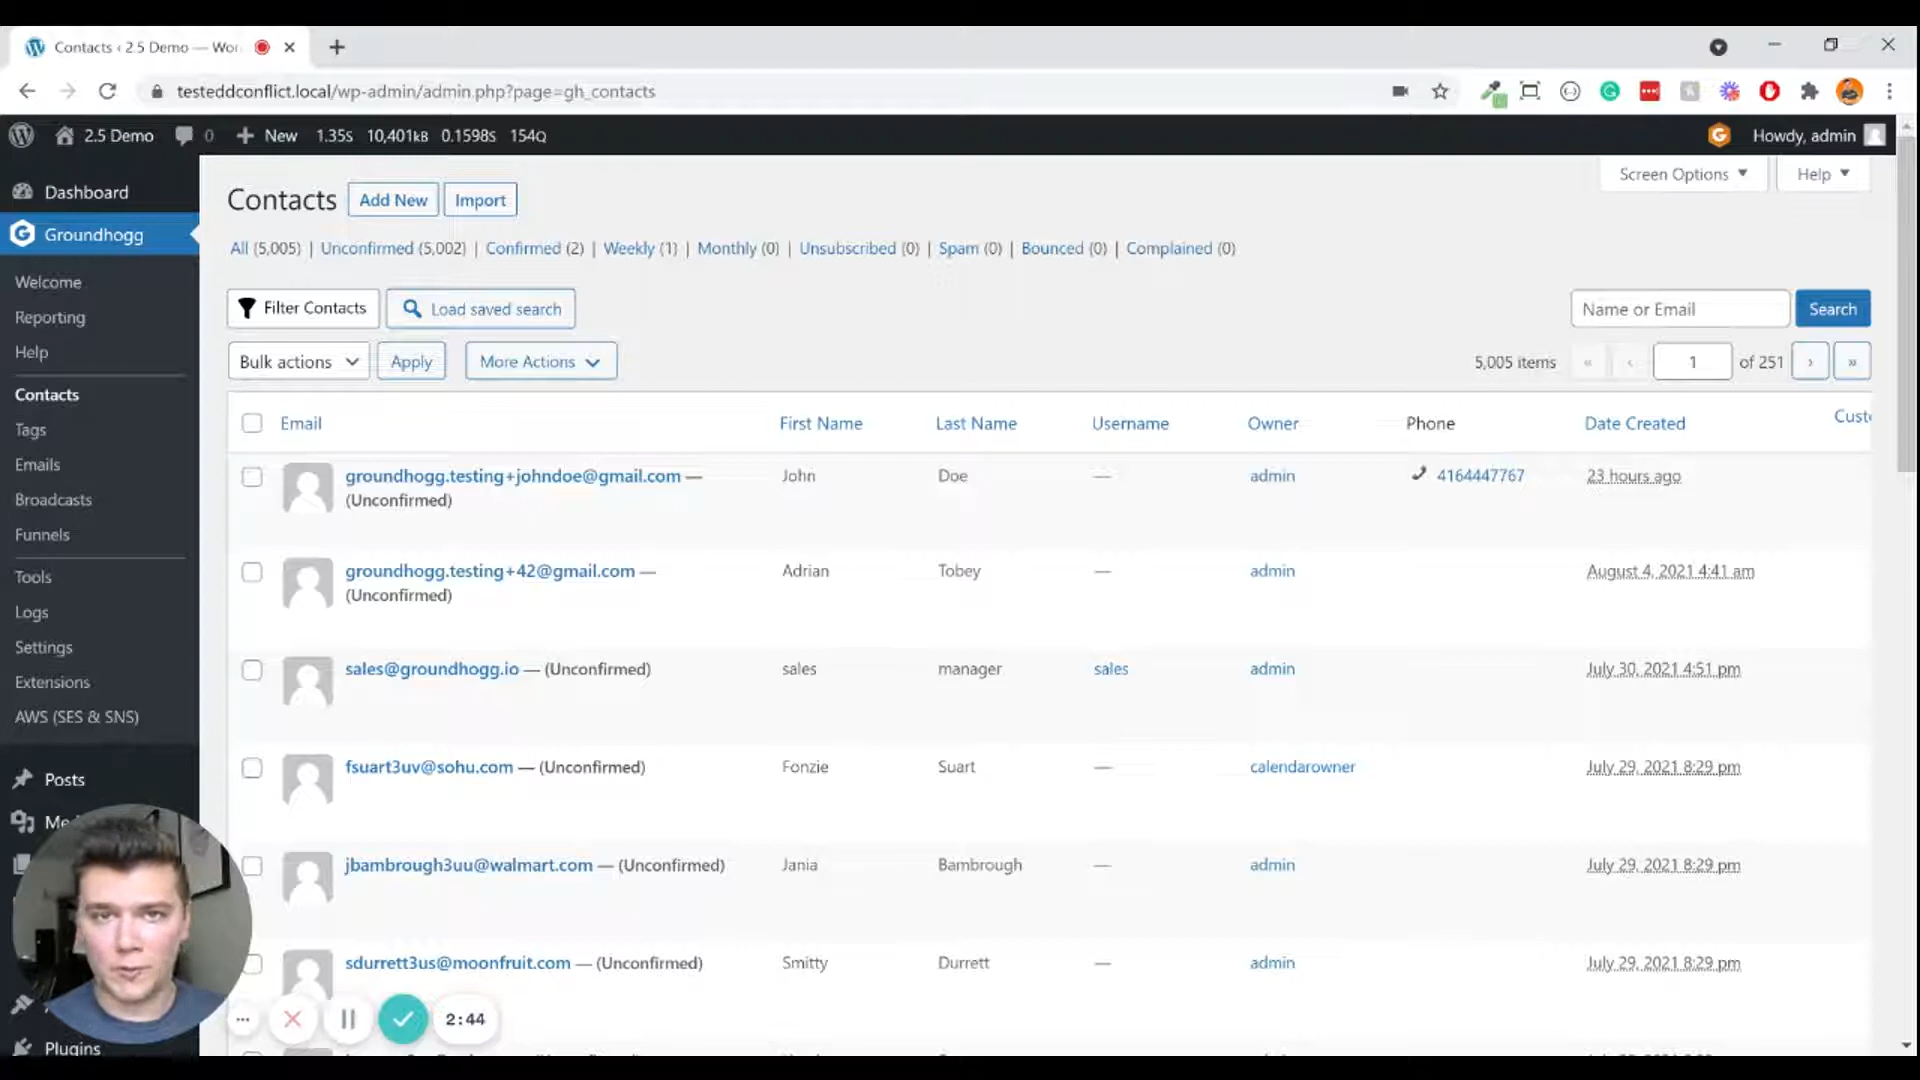 Contacts ‹ 2.5 Demo — Wor
testeddconflict.local/wp-admin/admin.php?page=gh_contacts
2.5 Demo 0 New 1.35s 10,401kB 0.1598s 154Q Howdy, admin
Dashboard
Groundhogg
Welcome
Reporting
Help
Contacts
Tags
Emails
Broadcasts
Funnels
Tools
Logs
Settings
Extensions
AWS (SES & SNS)
Posts
Plugins
Screen Options Help
Contacts Add New Import
All (5,005) | Unconfirmed (5,002) | Confirmed (2) | Weekly (1) | Monthly (0) | Unsubscribed (0) | Spam (0) | Bounced (0) | Complained (0)
Filter Contacts Load saved search Name or Email Search
Bulk actions Apply More Actions 5,005 items « ‹ 1 of 251 › »
Email First Name Last Name Username Owner Phone Date Created
groundhogg.testing+johndoe@gmail.com — John Doe — admin 4164447767 23 hours ago
(Unconfirmed)
groundhogg.testing+42@gmail.com — Adrian Tobey — admin August 4, 2021 4:41 am
(Unconfirmed)
sales@groundhogg.io — (Unconfirmed) sales manager sales admin July 30, 2021 4:51 pm
fsuart3uv@sohu.com — (Unconfirmed) Fonzie Suart — calendarowner July 29, 2021 8:29 pm
jbambrough3uu@walmart.com — (Unconfirmed) Jania Bambrough — admin July 29, 2021 8:29 pm
sdurrett3us@moonfruit.com — (Unconfirmed) Smitty Durrett — admin July 29, 2021 8:29 pm
2:44